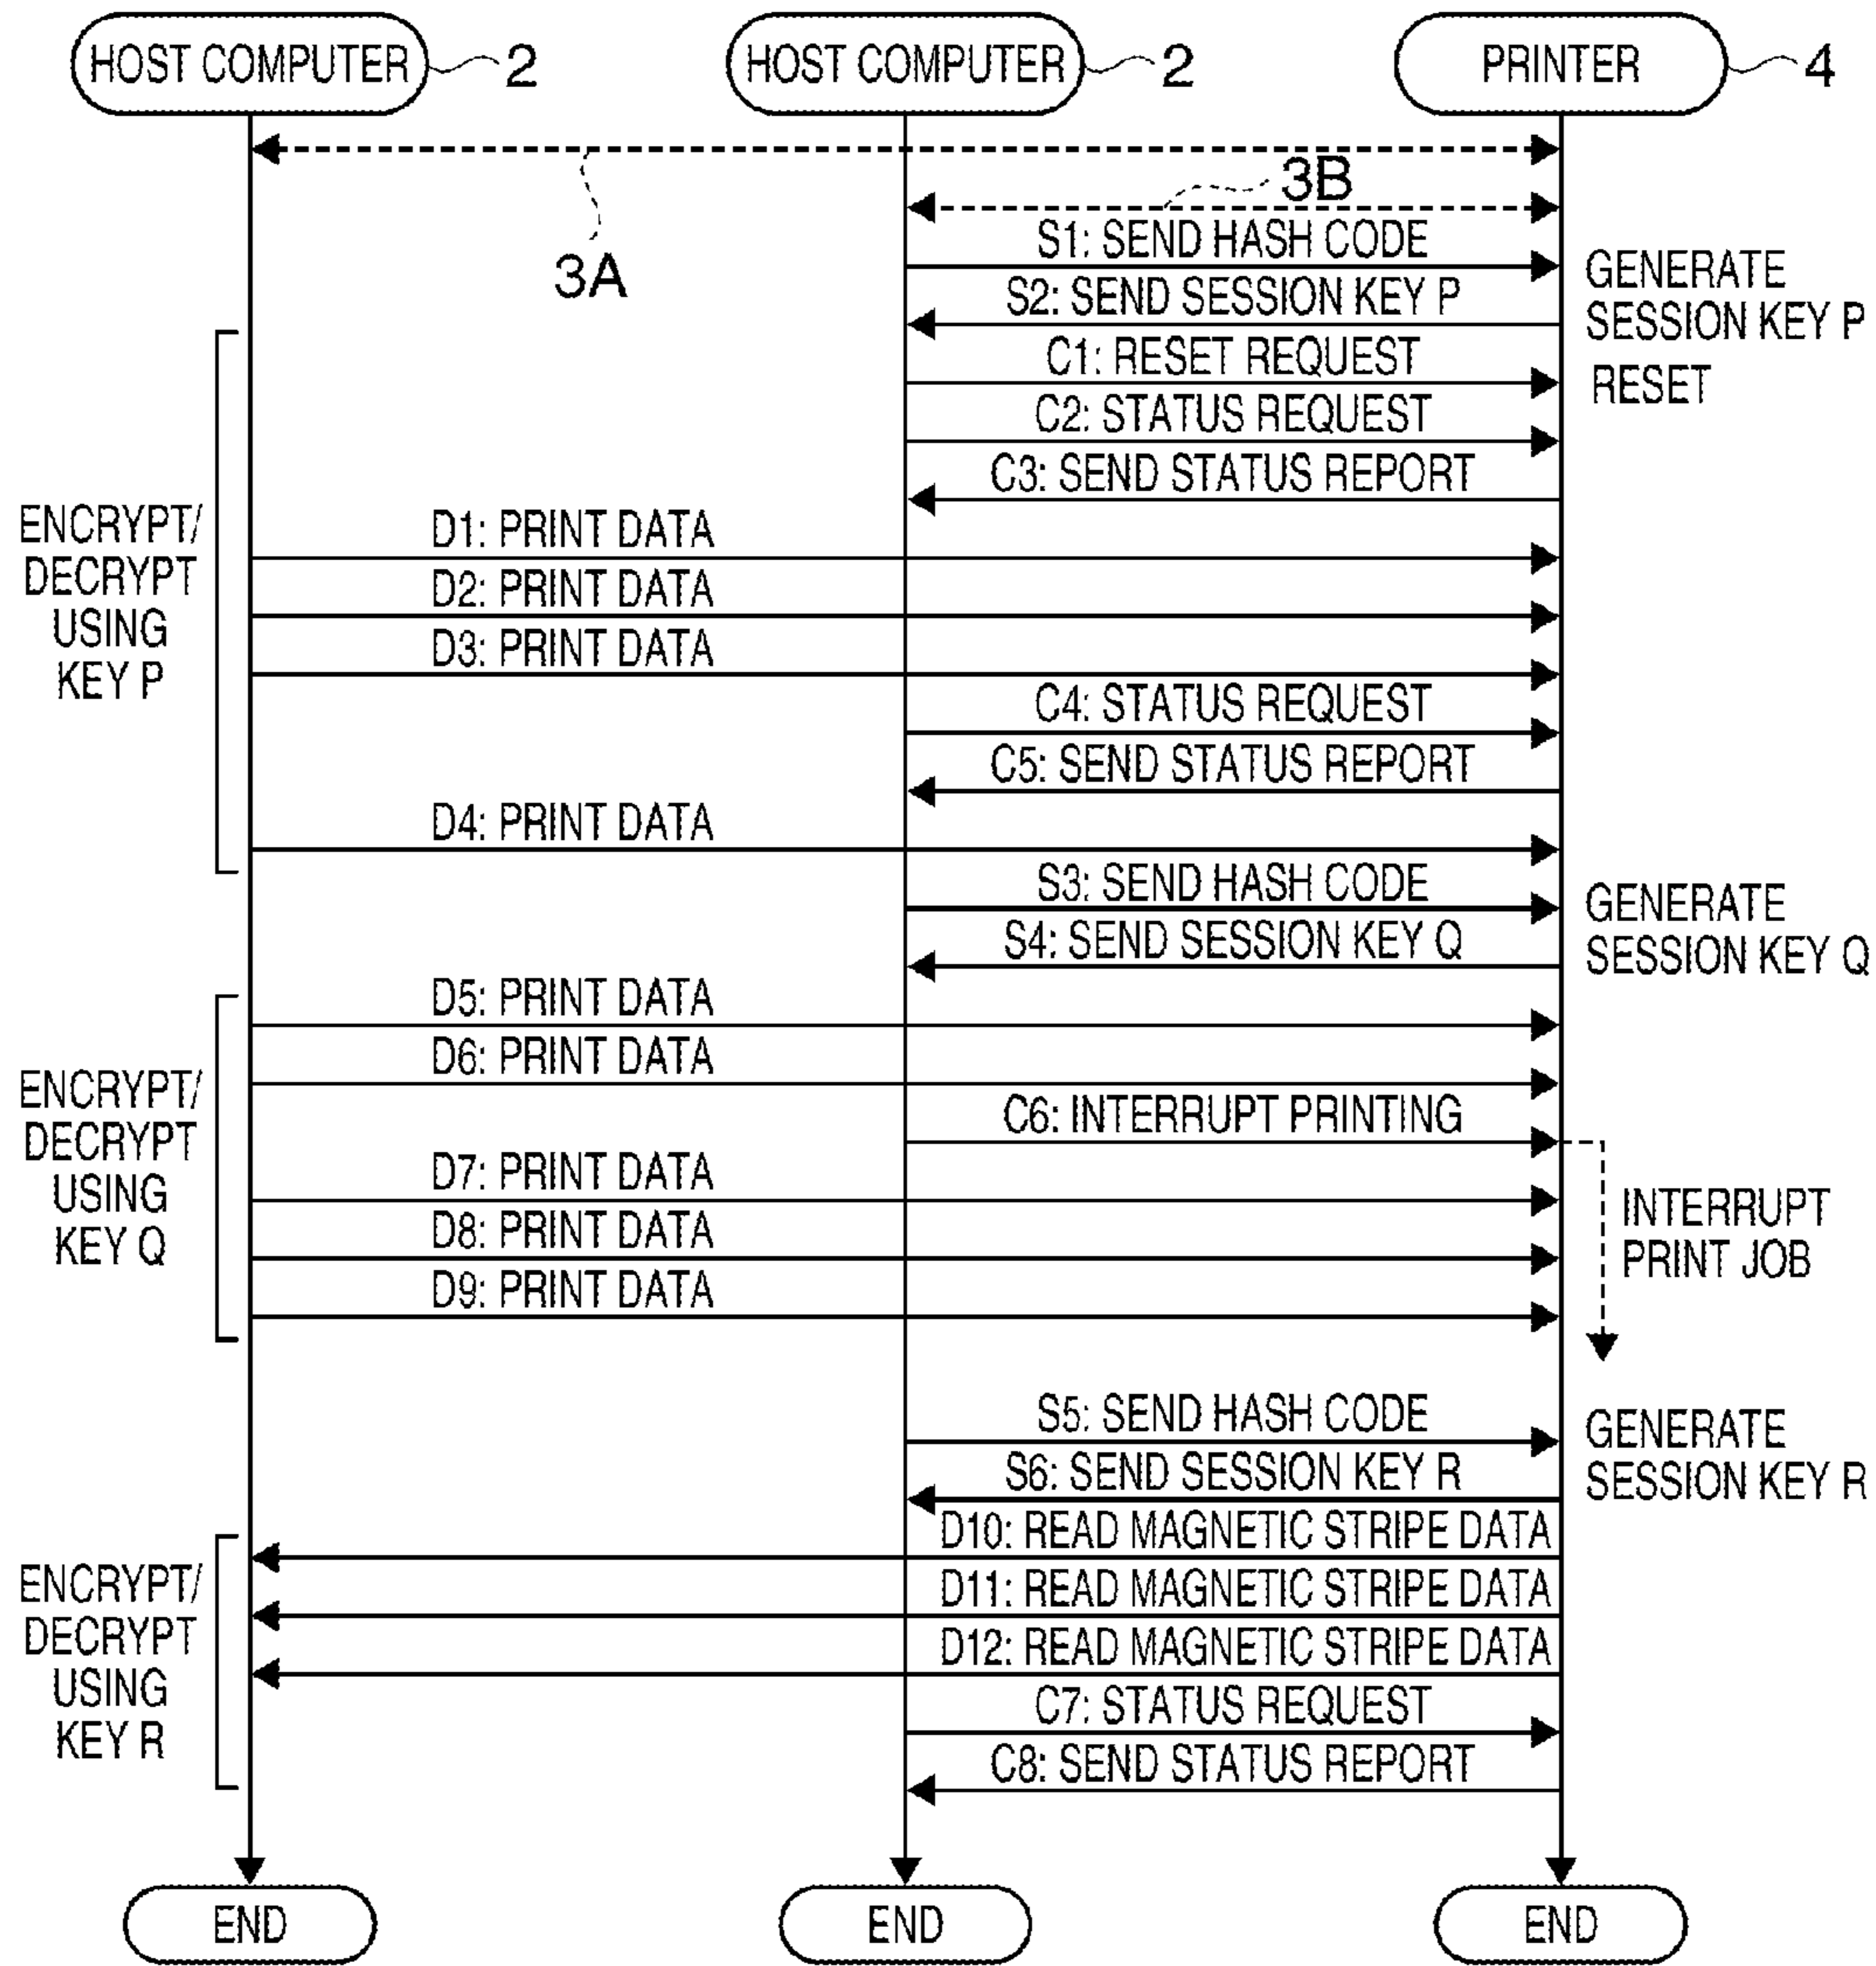 HOST COMPUTER 2 HOST COMPUTER 2 PRINTER 4
3B
S1: SEND HASH CODE
3A
GENERATE
SESSION KEY P
S2: SEND SESSION KEY P
C1: RESET REQUEST
RESET
C2: STATUS REQUEST
C3: SEND STATUS REPORT
ENCRYPT/
DECRYPT
USING
KEY P
D1: PRINT DATA
D2: PRINT DATA
D3: PRINT DATA
C4: STATUS REQUEST
C5: SEND STATUS REPORT
D4: PRINT DATA
S3: SEND HASH CODE
GENERATE
SESSION KEY Q
S4: SEND SESSION KEY Q
D5: PRINT DATA
D6: PRINT DATA
ENCRYPT/
DECRYPT
USING
KEY Q
C6: INTERRUPT PRINTING
D7: PRINT DATA
INTERRUPT
PRINT JOB
D8: PRINT DATA
D9: PRINT DATA
S5: SEND HASH CODE
GENERATE
SESSION KEY R
S6: SEND SESSION KEY R
D10: READ MAGNETIC STRIPE DATA
ENCRYPT/
DECRYPT
USING
KEY R
D11: READ MAGNETIC STRIPE DATA
D12: READ MAGNETIC STRIPE DATA
C7: STATUS REQUEST
C8: SEND STATUS REPORT
END END END